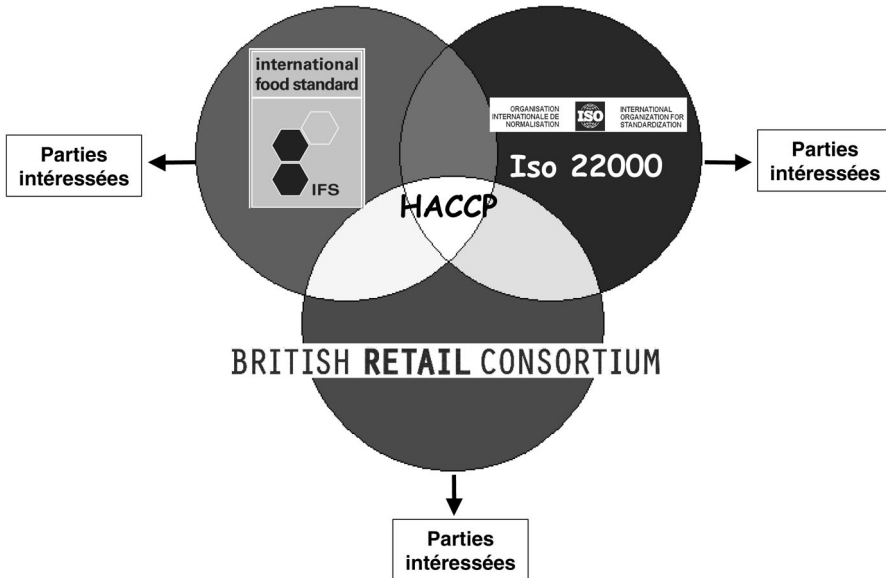 international
food standard
IFS
ORGANISATION
INTERNATIONALE DE
NORMALISATION
ISO
INTERNATIONAL
ORGANIZATION FOR
STANDARDIZATION
Iso 22000
Parties
intéressées
Parties
intéressées
HACCP
BRITISH RETAIL CONSORTIUM
Parties
intéressées